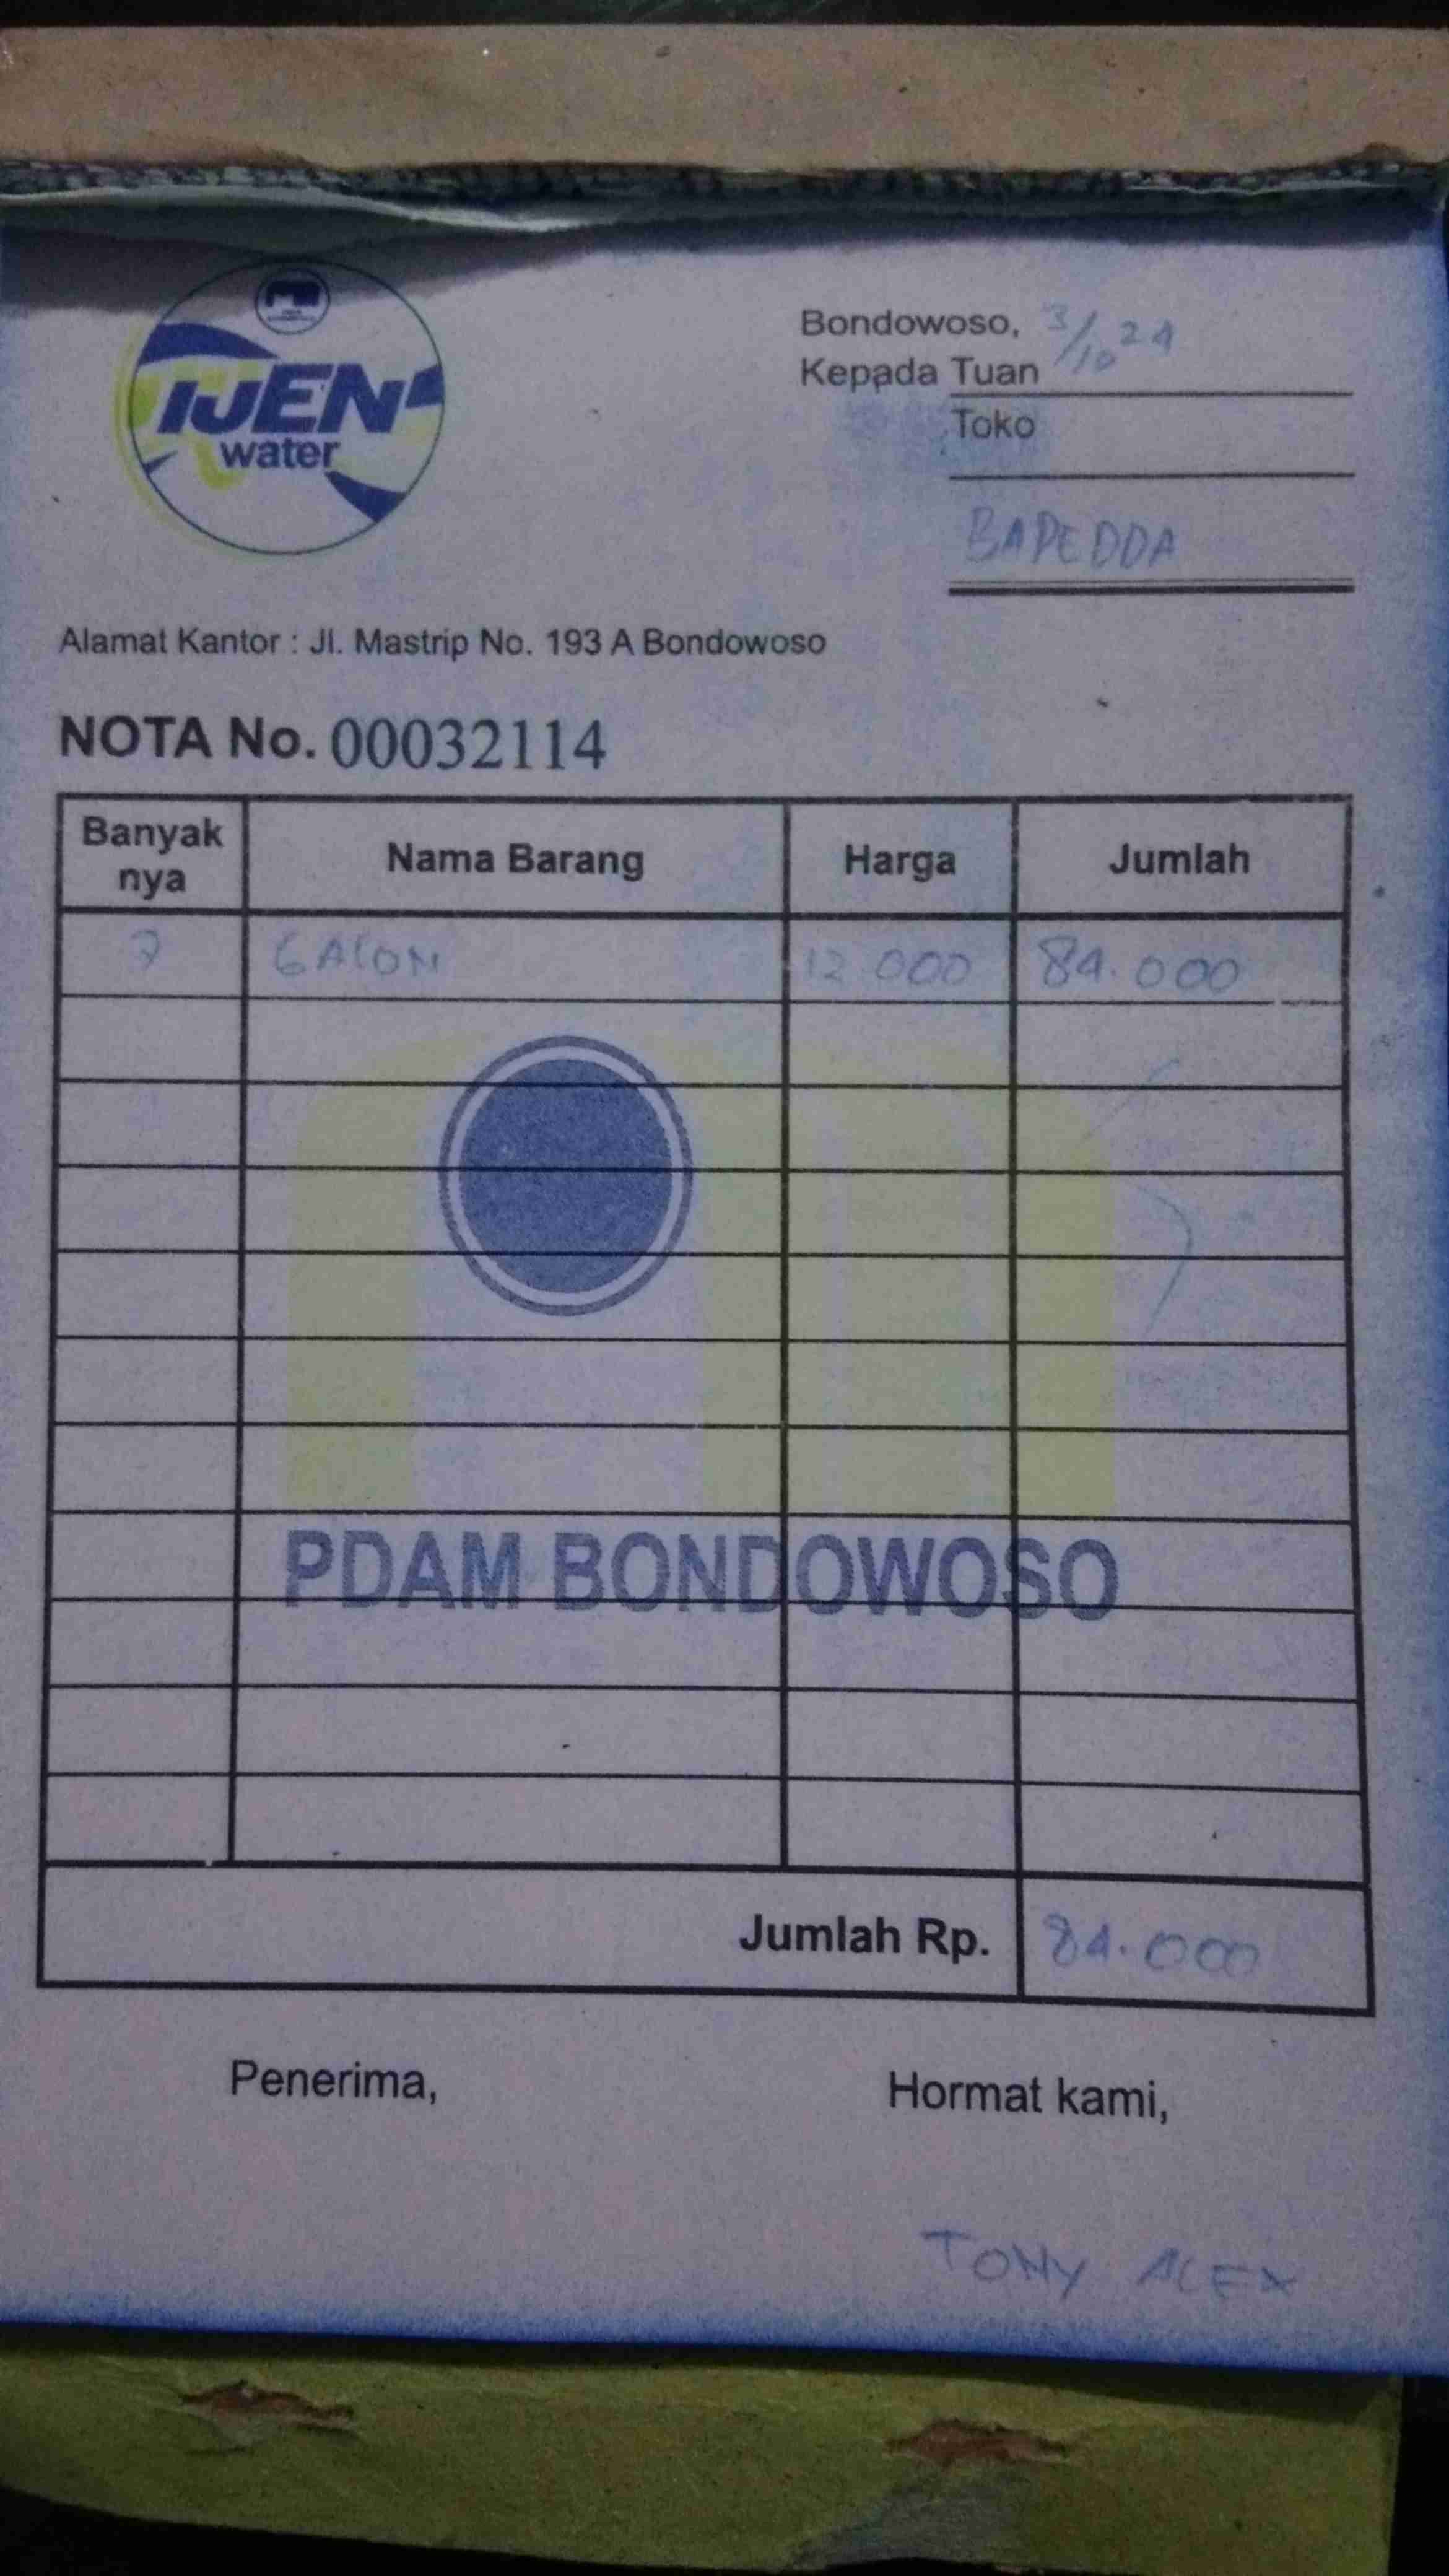 IJEN
water
Bondowoso, 3/10 24
Kepada Tuan
Toko
BAPEDDA
Alamat Kantor : Jl. Mastrip No. 193 A Bondowoso
NOTA No. 00032114
Banyak nya Nama Barang Harga Jumlah
7 GALON 12 000 84.000
PDAM BONDOWOSO
Jumlah Rp. 84.000
Penerima, Hormat kami,
TONY ALEX